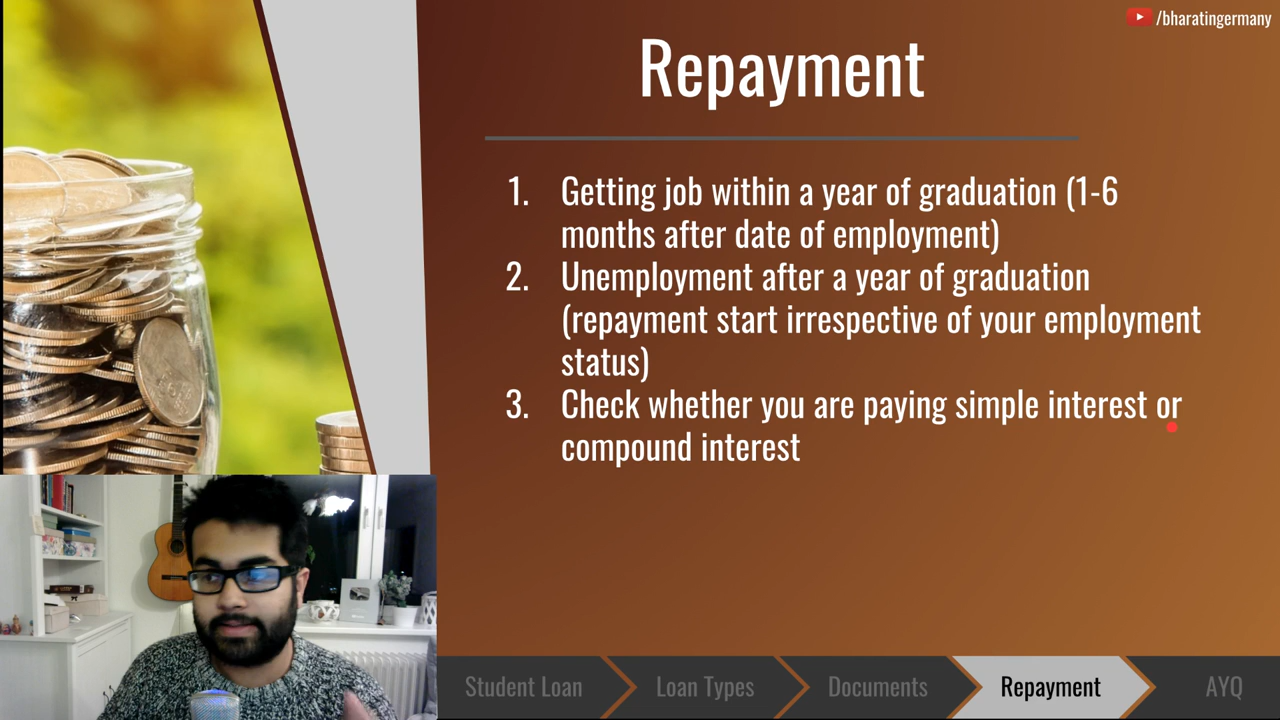 /bharatingermany
Repayment
1. Getting job within a year of graduation (1-6
months after date of employment)
2. Unemployment after a year of graduation
(repayment start irrespective of your employment
status)
3. Check whether you are paying simple interest or
compound interest
Student Loan
Loan Types
Documents
Repayment
AYQ